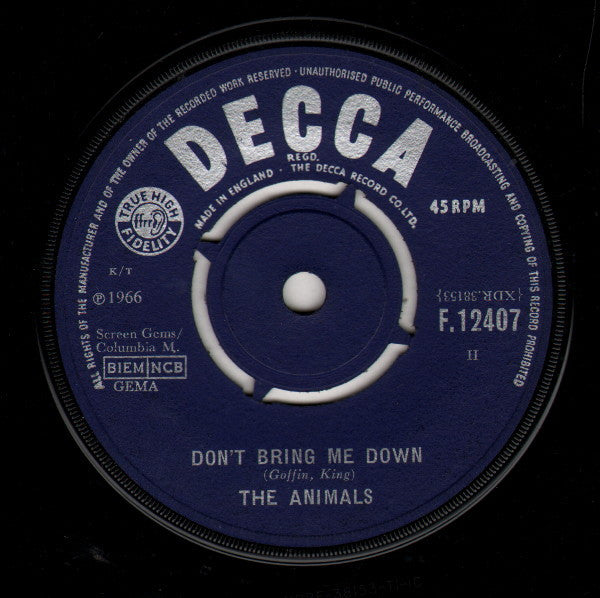 ALL RIGHTS OF THE MANUFACTURER AND OF THE OWNER OF THE RECORDED WORK RESERVED · UNAUTHORISED PUBLIC PERFORMANCE BROADCASTING AND COPYING OF THIS RECORD PROHIBITED
DECCA
REGD.
MADE IN ENGLAND · THE DECCA RECORD CO. LTD.
TRUE HIGH
ffrr
FIDELITY
45 RPM
K/T
℗1966
{XDR.38153}
F.12407
Screen Gems/
Columbia M.
II
BIEM NCB
GEMA
DON'T BRING ME DOWN
(Goffin, King)
THE ANIMALS